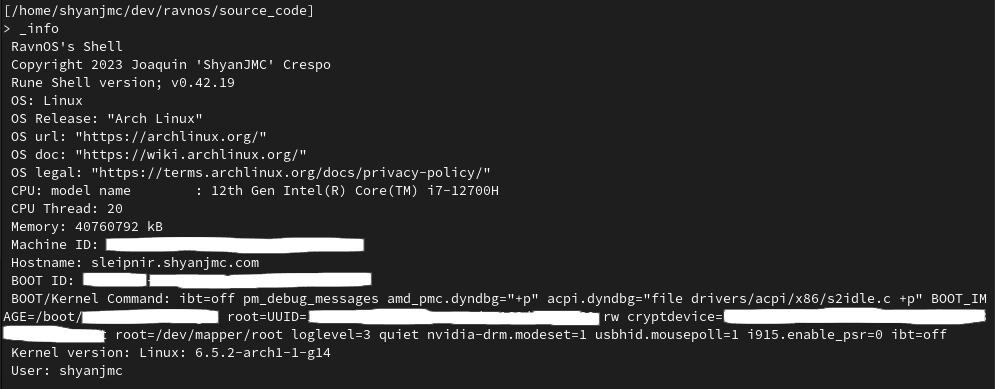 [/home/shyanjmc/dev/ravnos/source_code]
> _info
RavnOS's Shell
Copyright 2023 Joaquin 'ShyanJMC' Crespo
Rune Shell version; v0.42.19
OS: Linux
OS Release: "Arch Linux"
OS url: "https://archlinux.org/"
OS doc: "https://wiki.archlinux.org/"
OS legal: "https://terms.archlinux.org/docs/privacy-policy/"
CPU: model name        : 12th Gen Intel(R) Core(TM) i7-12700H
CPU Thread: 20
Memory: 40760792 kB
Machine ID:
Hostname: sleipnir.shyanjmc.com
BOOT ID:
BOOT/Kernel Command: ibt=off pm_debug_messages amd_pmc.dyndbg="+p" acpi.dyndbg="file drivers/acpi/x86/s2idle.c +p" BOOT_IM
AGE=/boot/ root=UUID= rw cryptdevice=
root=/dev/mapper/root loglevel=3 quiet nvidia-drm.modeset=1 usbhid.mousepoll=1 i915.enable_psr=0 ibt=off
Kernel version: Linux: 6.5.2-arch1-1-g14
User: shyanjmc